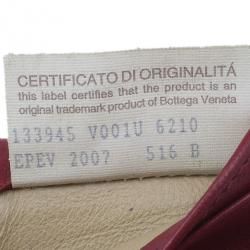 CERTIFICATO DI ORIGINALITÁ
this label certifies that the product is an
original trademark product of Bottega Veneta
133945 V001U 6210
EPEV 2007 516 B